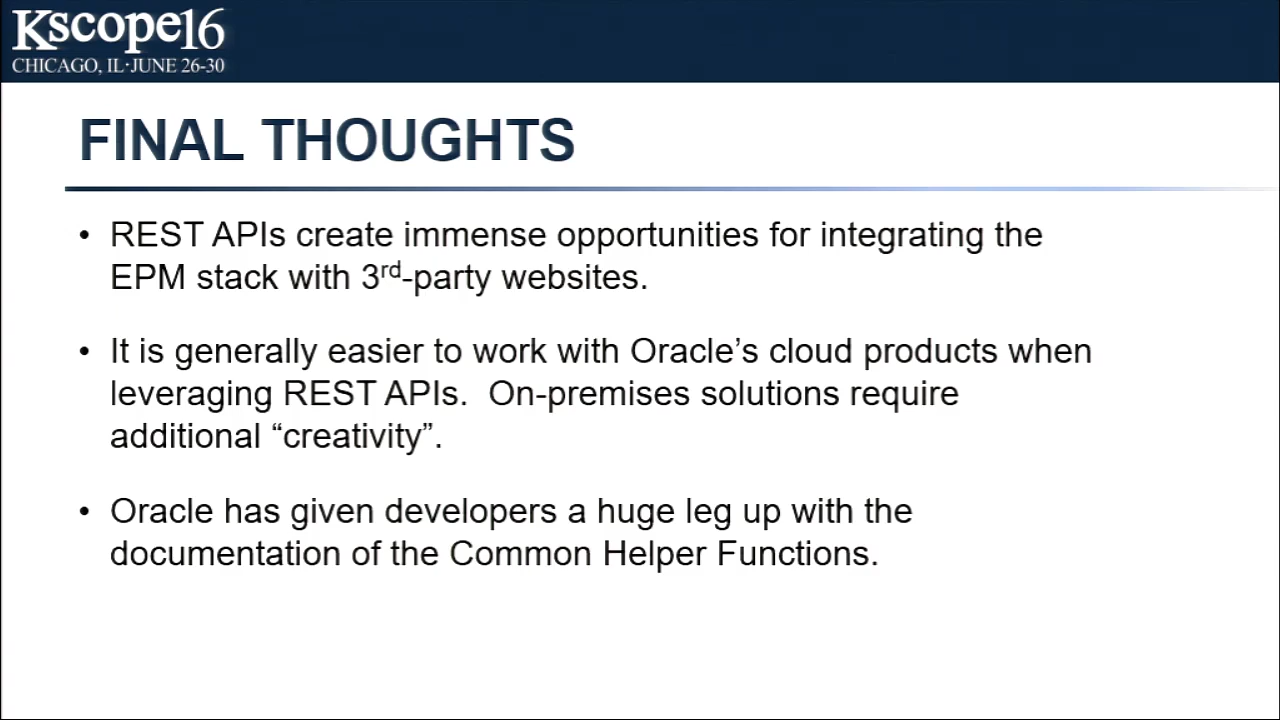 Kscope16
CHICAGO, IL·JUNE 26-30
FINAL THOUGHTS
• REST APIs create immense opportunities for integrating the
EPM stack with 3rd-party websites.
• It is generally easier to work with Oracle’s cloud products when
leveraging REST APIs.  On-premises solutions require
additional “creativity”.
• Oracle has given developers a huge leg up with the
documentation of the Common Helper Functions.